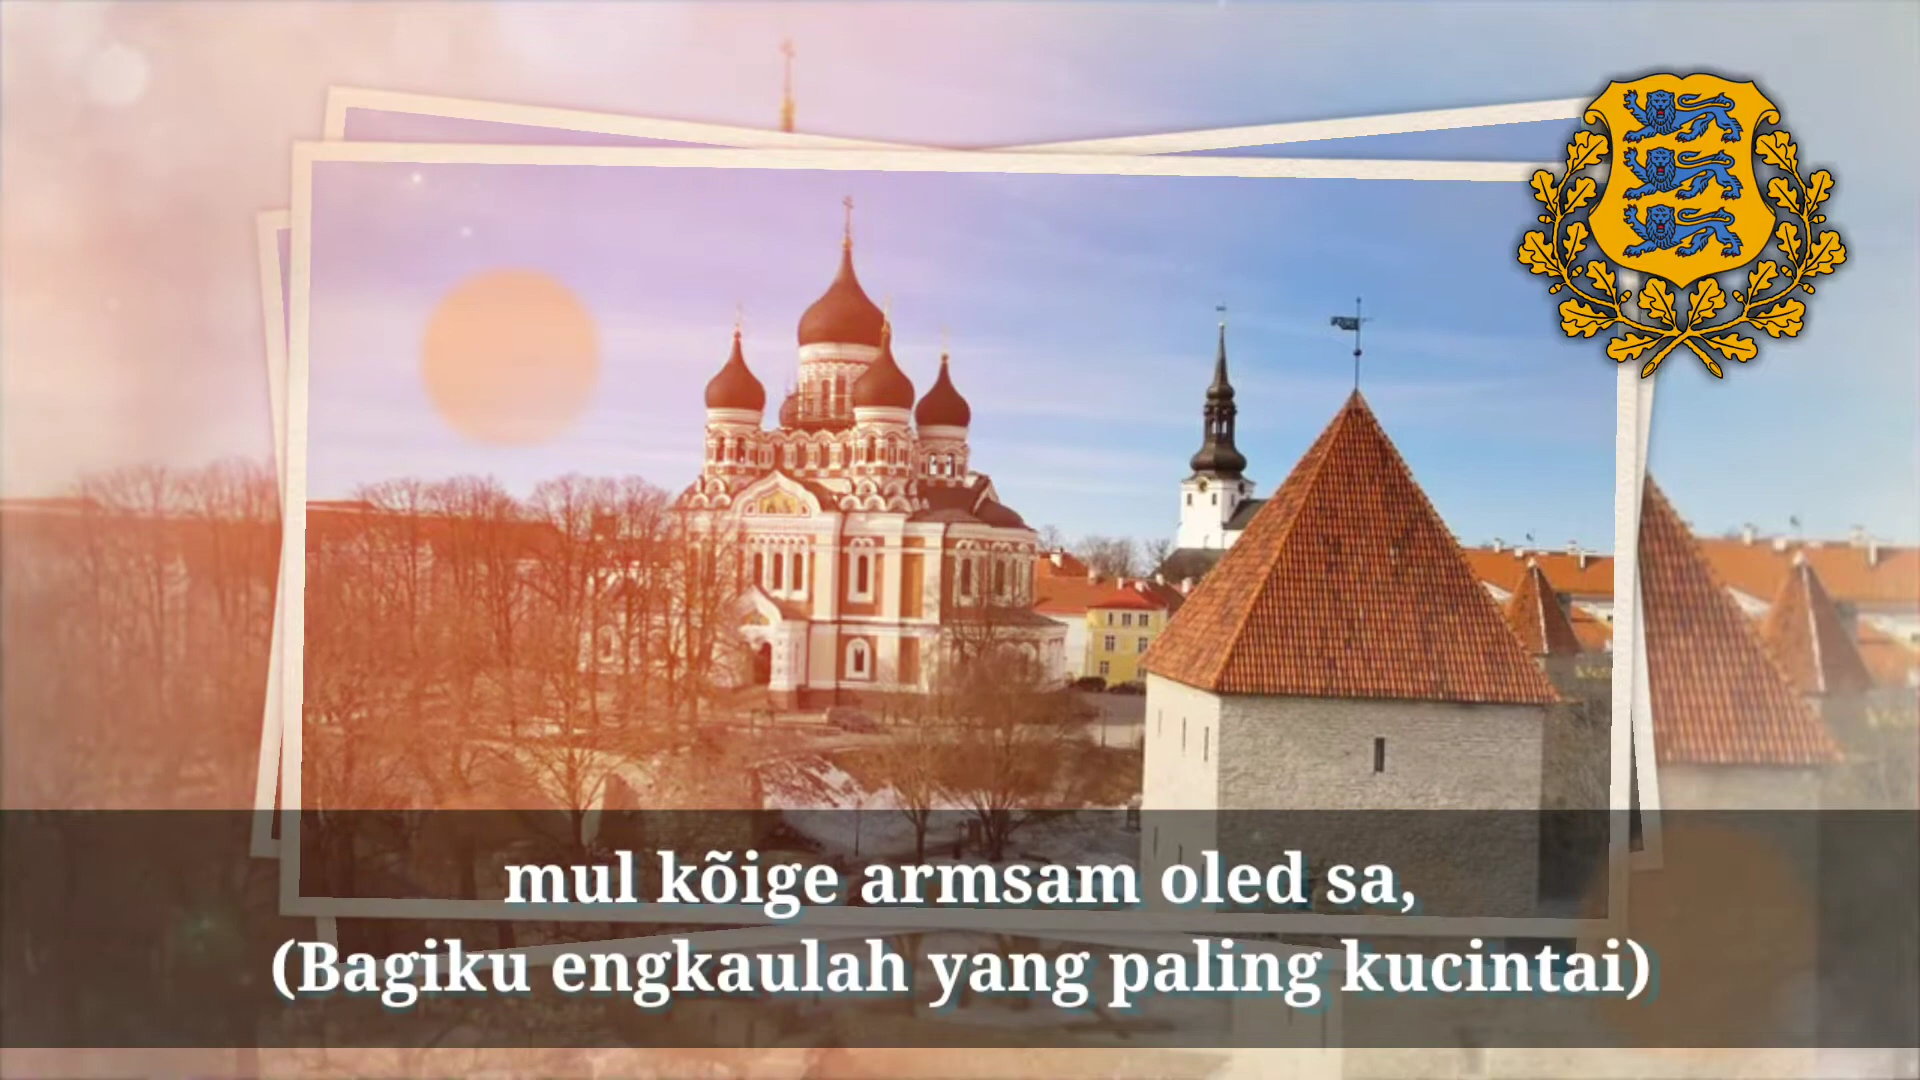 mul kõige armsam oled sa,
(Bagiku engkaulah yang paling kucintai)